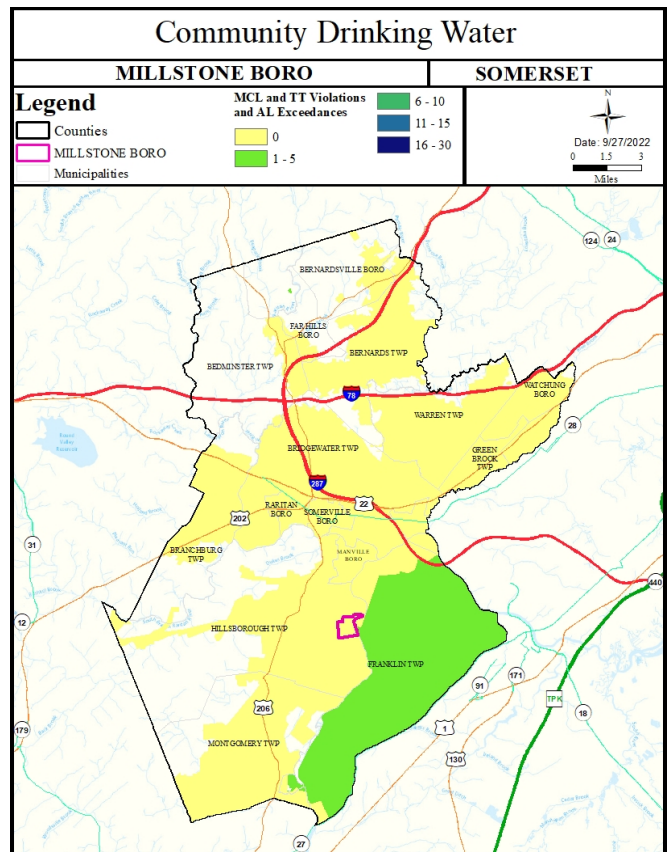 Community Drinking Water
MILLSTONE BORO
SOMERSET
Legend
Counties
MILLSTONE BORO
Municipalities
MCL and TT Violations
and AL Exceedances
0
1 - 5
6 - 10
11 - 15
16 - 30
N
Date: 9/27/2022
0 1.5 3
Miles
124
24
BERNARDSVILLE BORO
FAR HILLS
BORO
BERNARDS TWP
BEDMINSTER TWP
78
WATCHUNG
BORO
WARREN TWP
28
BRIDGEWATER TWP
GREEN
BROOK
TWP
287
22
RARITAN
BORO
SOMERVILLE
BORO
202
31
BRANCHBURG
TWP
MANVILLE
BORO
440
12
HILLSBOROUGH TWP
FRANKLIN TWP
171
91
TPK
206
18
179
1
MONTGOMERY TWP
130
27